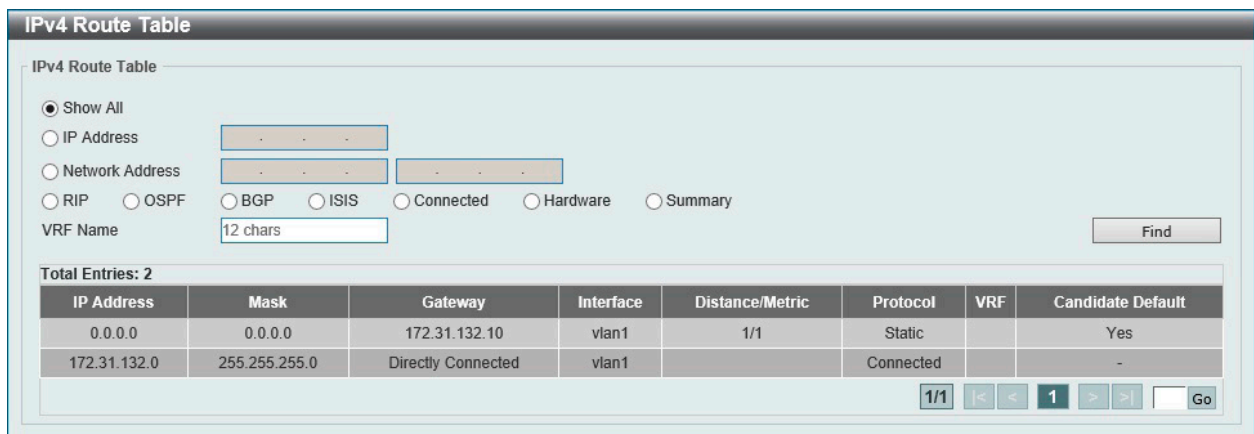 IPv4 Route Table
IPv4 Route Table
Show All
IP Address . . .
Network Address . . . . . .
RIP OSPF BGP ISIS Connected Hardware Summary
VRF Name 12 chars Find
Total Entries: 2
IP Address Mask Gateway Interface Distance/Metric Protocol VRF Candidate Default
0.0.0.0 0.0.0.0 172.31.132.10 vlan1 1/1 Static Yes
172.31.132.0 255.255.255.0 Directly Connected vlan1 Connected -
1/1 |< < 1 > >| Go